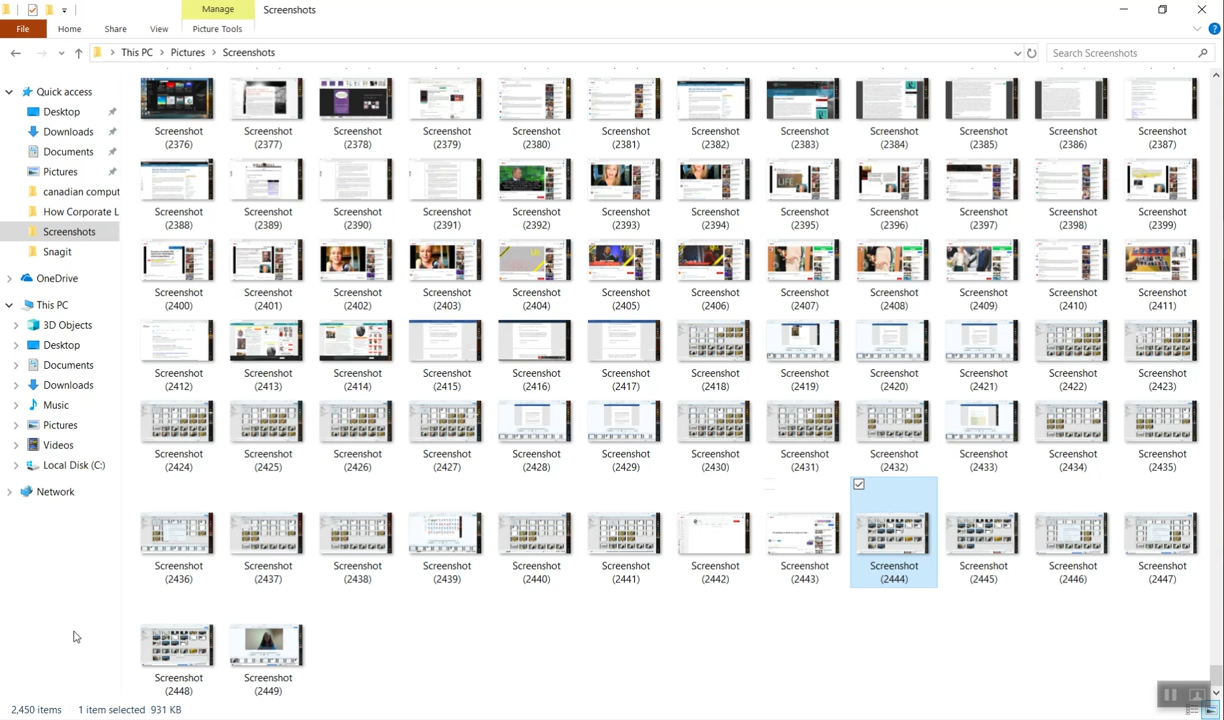 Manage
Screenshots
File
Home
Share
View
Picture Tools
This PC
Pictures
Screenshots
Search Screenshots
Quick access
Desktop
Downloads
Documents
Pictures
canadian comput
How Corporate L
Screenshots
Snagit
OneDrive
This PC
3D Objects
Desktop
Documents
Downloads
Music
Pictures
Videos
Local Disk (C:)
Network
Screenshot Screenshot Screenshot Screenshot Screenshot Screenshot Screenshot Screenshot Screenshot Screenshot Screenshot Screenshot
(2376) (2377) (2378) (2379) (2380) (2381) (2382) (2383) (2384) (2385) (2386) (2387)
Screenshot Screenshot Screenshot Screenshot Screenshot Screenshot Screenshot Screenshot Screenshot Screenshot Screenshot Screenshot
(2388) (2389) (2390) (2391) (2392) (2393) (2394) (2395) (2396) (2397) (2398) (2399)
LIFE
Screenshot Screenshot Screenshot Screenshot Screenshot Screenshot Screenshot Screenshot Screenshot Screenshot Screenshot Screenshot
(2400) (2401) (2402) (2403) (2404) (2405) (2406) (2407) (2408) (2409) (2410) (2411)
Screenshot Screenshot Screenshot Screenshot Screenshot Screenshot Screenshot Screenshot Screenshot Screenshot Screenshot Screenshot
(2412) (2413) (2414) (2415) (2416) (2417) (2418) (2419) (2420) (2421) (2422) (2423)
Screenshot Screenshot Screenshot Screenshot Screenshot Screenshot Screenshot Screenshot Screenshot Screenshot Screenshot Screenshot
(2424) (2425) (2426) (2427) (2428) (2429) (2430) (2431) (2432) (2433) (2434) (2435)
Screenshot Screenshot Screenshot Screenshot Screenshot Screenshot Screenshot Screenshot Screenshot Screenshot Screenshot Screenshot
(2436) (2437) (2438) (2439) (2440) (2441) (2442) (2443) (2444) (2445) (2446) (2447)
Screenshot Screenshot
(2448) (2449)
2,450 items 1 item selected 931 KB